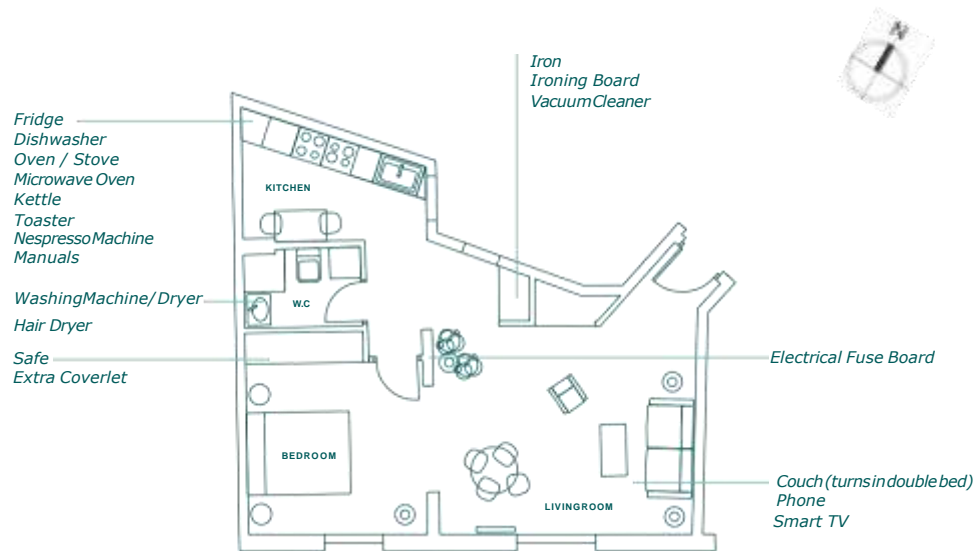 N
Iron
Ironing Board
VacuumCleaner
Fridge
Dishwasher
Oven / Stove
Microwave Oven
Kettle
Toaster
NespressoMachine
Manuals
KITCHEN
WashingMachine/Dryer
W.C
Hair Dryer
Safe
Extra Coverlet
Electrical Fuse Board
BEDROOM
Couch(turnsindoublebed)
Phone
Smart TV
LIVINGROOM